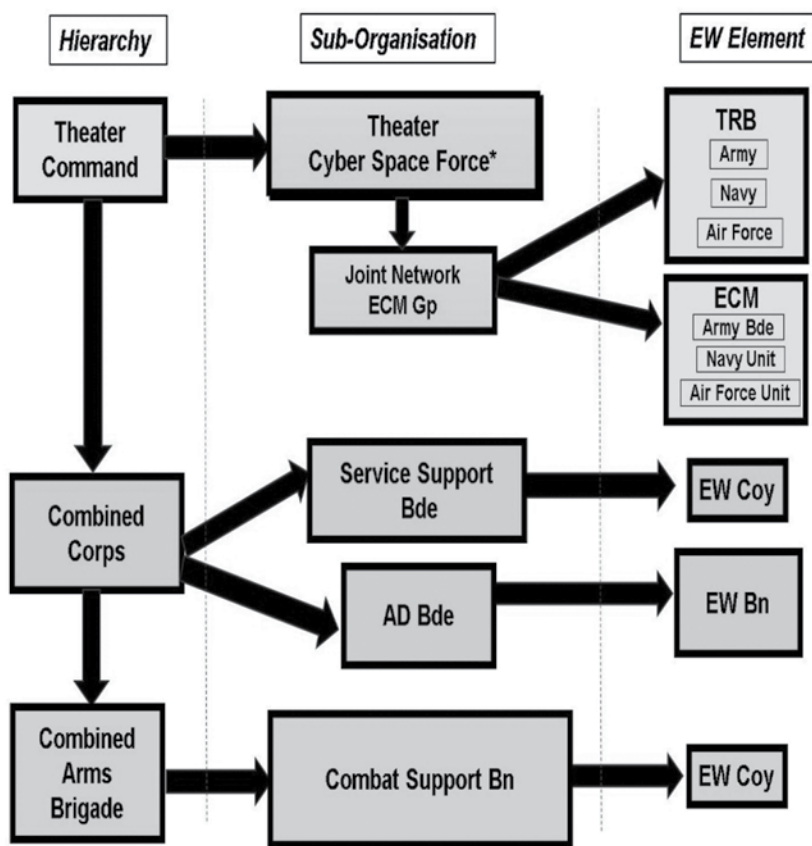 Hierarchy
Sub-Organisation
EW Element
Theater
Command
Theater
Cyber Space Force*
TRB
Army
Navy
Air Force
Joint Network
ECM Gp
ECM
Army Bde
Navy Unit
Air Force Unit
Combined
Corps
Service Support
Bde
EW Coy
AD Bde
EW Bn
Combined
Arms
Brigade
Combat Support Bn
EW Coy